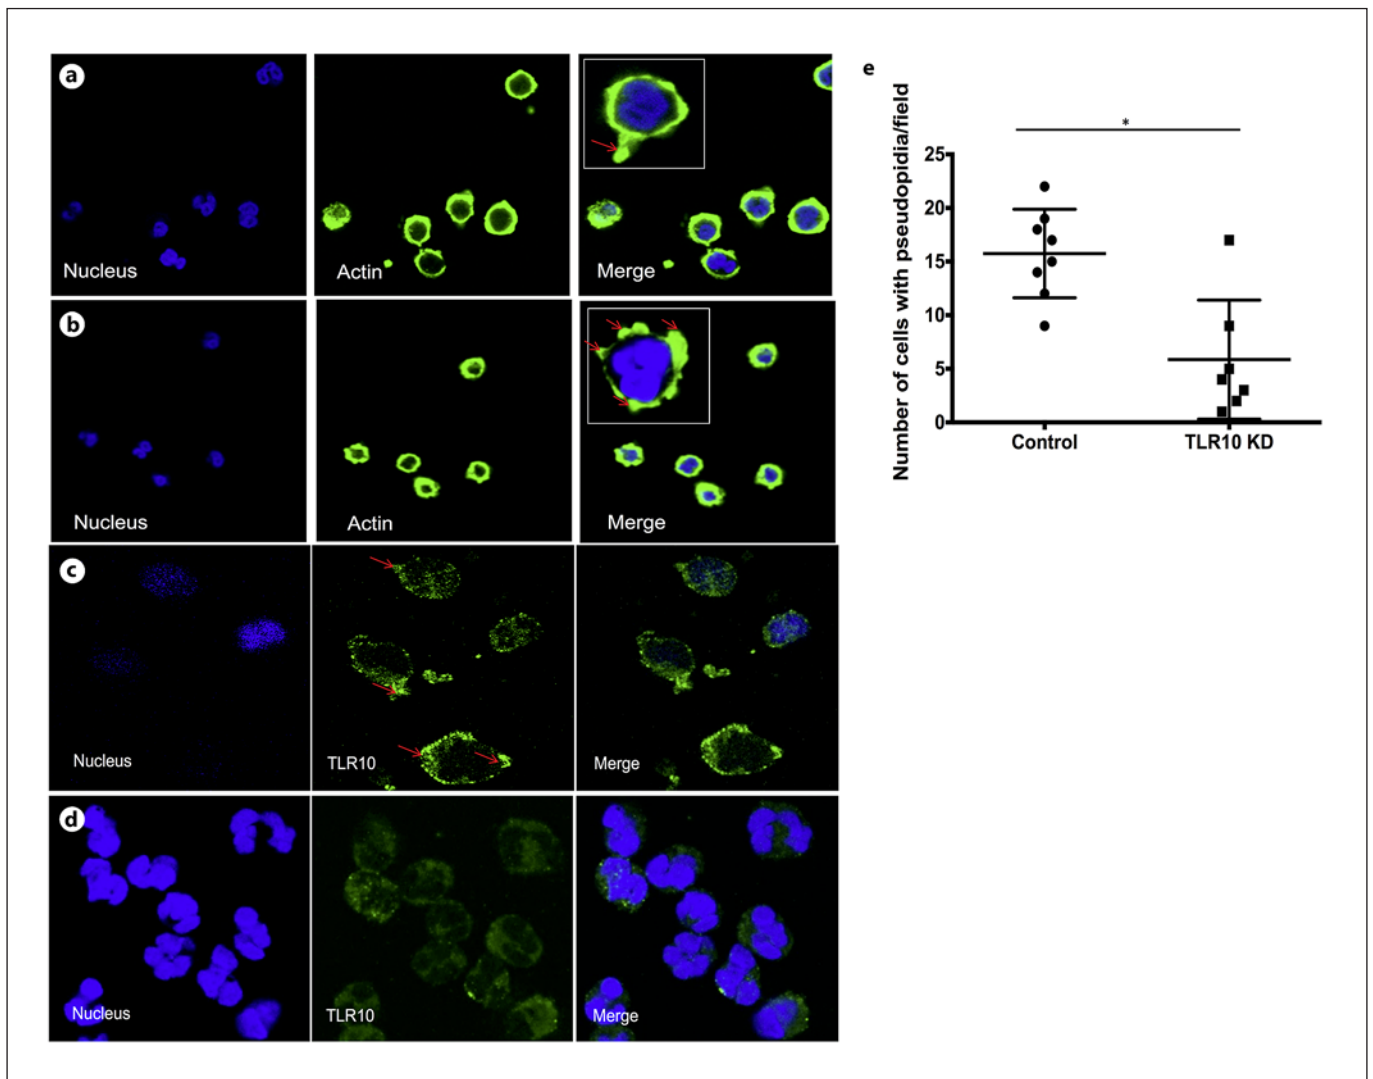 a
Nucleus
Actin
Merge
b
Nucleus
Actin
Merge
c
Nucleus
TLR10
Merge
d
Nucleus
TLR10
Merge
e
Number of cells with pseudopidia/field
*
25
20
15
10
5
0
Control
TLR10 KD